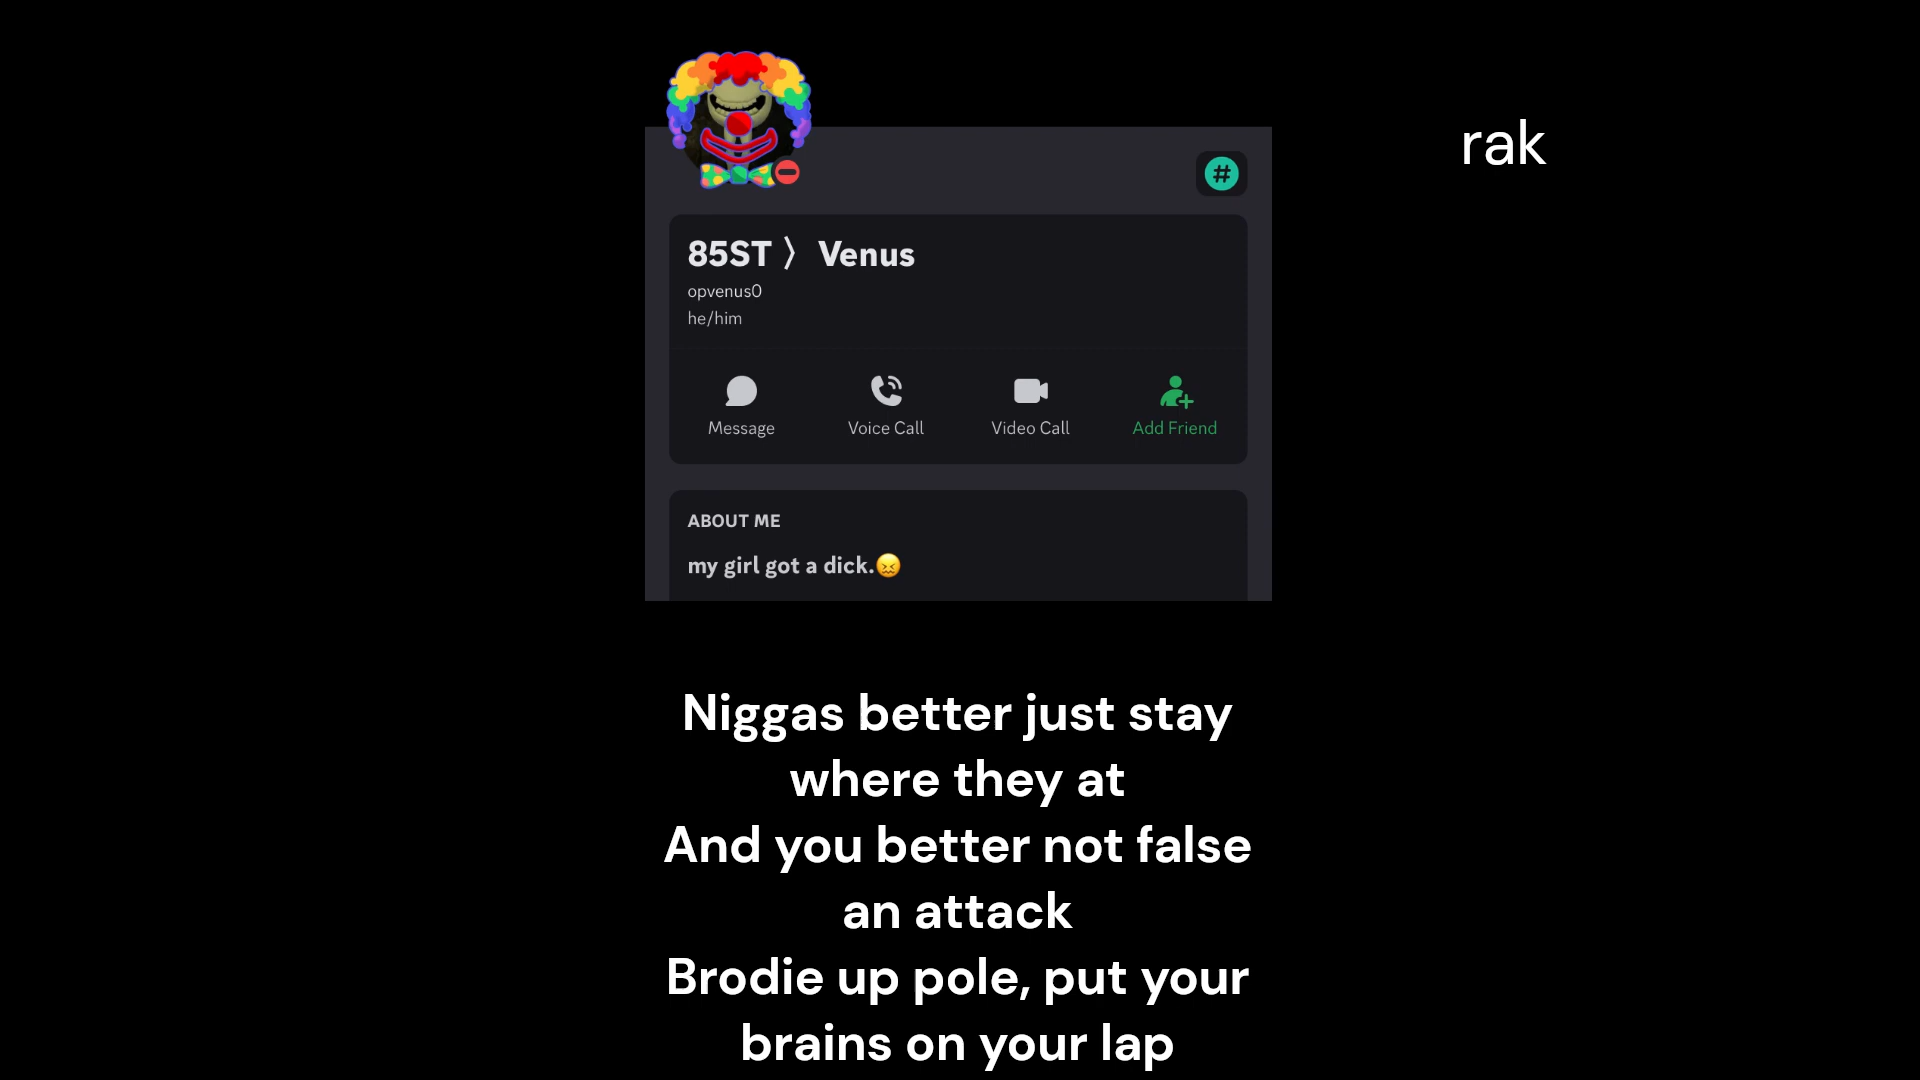 rak
85ST 〉 Venus
opvenus0
he/him
Message Voice Call Video Call Add Friend
ABOUT ME
my girl got a dick.😖
Niggas better just stay
where they at
And you better not false
an attack
Brodie up pole, put your
brains on your lap